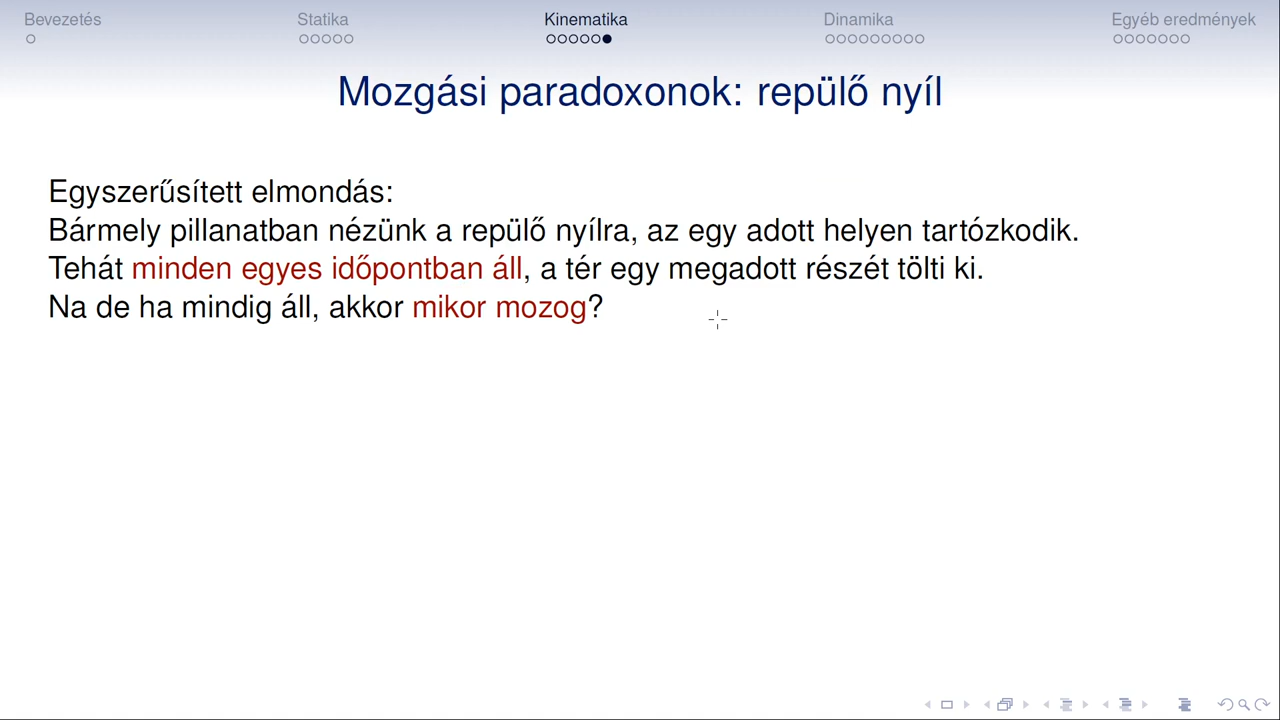 Bevezetés Statika Kinematika Dinamika Egyéb eredmények
Mozgási paradoxonok: repülő nyíl
Egyszerűsített elmondás:
Bármely pillanatban nézünk a repülő nyílra, az egy adott helyen tartózkodik.
Tehát minden egyes időpontban áll, a tér egy megadott részét tölti ki.
Na de ha mindig áll, akkor mikor mozog?